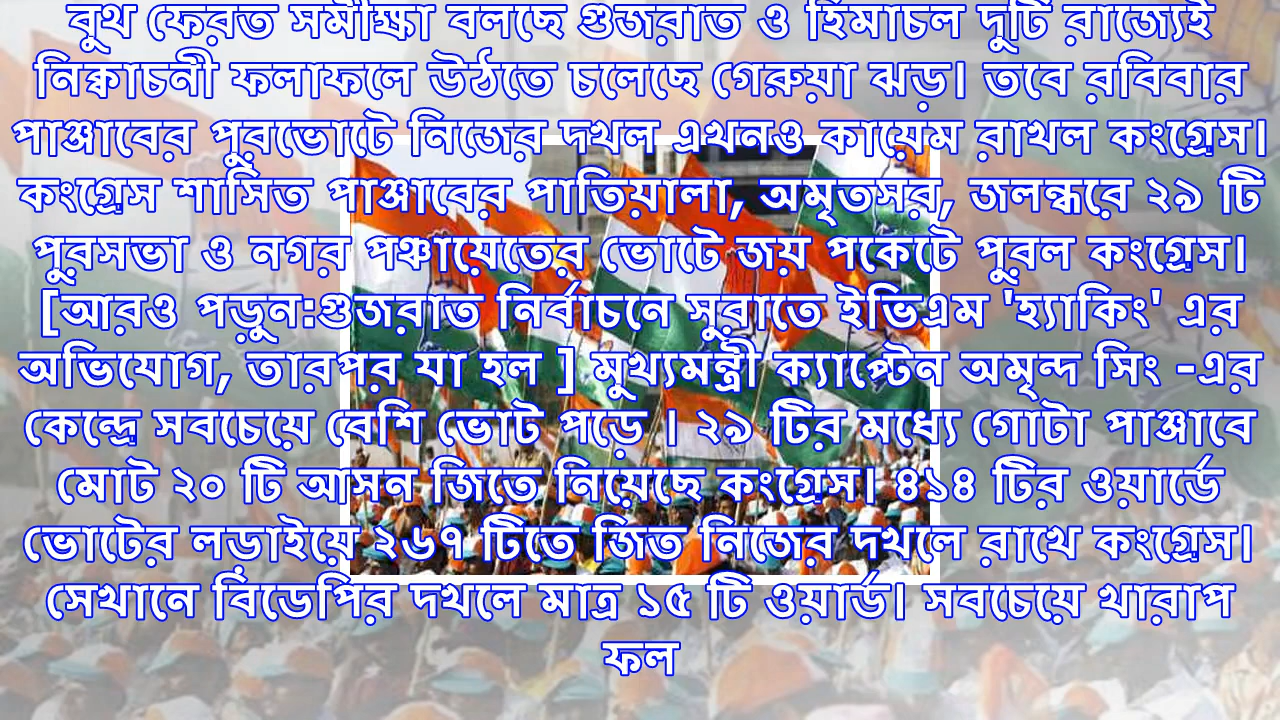 বুথ ফেরত সমীক্ষা বলছে গুজরাত ও হিমাচল দুটি রাজ্যেই
নিব্বাচনী ফলাফলে উঠতে চলেছে গেরুয়া ঝড়। তবে রবিবার
পাঞ্জাবের পুরভোটে নিজের দখল এখনও কায়েম রাখল কংগ্রেস।
কংগ্রেস শাসিত পাঞ্জাবের পাতিয়ালা, অমৃতসর, জলন্ধরে ২৯ টি
পুরসভা ও নগর পঞ্চায়েতের ভোটে জয় পকেটে পুরল কংগ্রেস।
[আরও পড়ুন:গুজরাত নির্বাচনে সুরাতে ইভিএম 'হ্যাকিং' এর
অভিযোগ, তারপর যা হল ] মুখ্যমন্ত্রী ক্যাপ্টেন অমৃন্দ সিং -এর
কেন্দ্রে সবচেয়ে বেশি ভোট পড়ে । ২৯ টির মধ্যে গোটা পাঞ্জাবে
মোট ২০ টি আসন জিতে নিয়েছে কংগ্রেস। ৪১৪ টির ওয়ার্ডে
ভোটের লড়াইয়ে ২৬৭ টিতে জিত নিজের দখলে রাখে কংগ্রেস।
সেখানে বিডেপির দখলে মাত্র ১৫ টি ওয়ার্ড। সবচেয়ে খারাপ
ফল